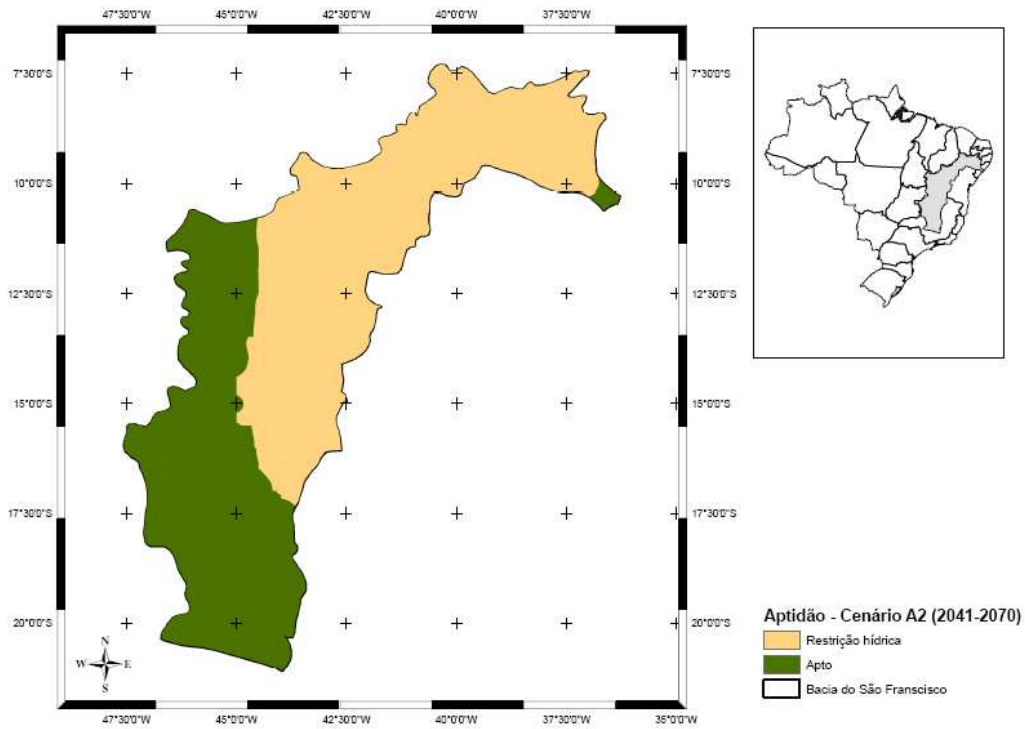 47°30'0"W 45°0'0"W 42°30'0"W 40°0'0"W 37°30'0"W 35°0'0"W
7°30'0"S 7°30'0"S
10°0'0"S 10°0'0"S
12°30'0"S 12°30'0"S
15°0'0"S 15°0'0"S
17°30'0"S 17°30'0"S
20°0'0"S 20°0'0"S
N
W E
S
47°30'0"W 45°0'0"W 42°30'0"W 40°0'0"W 37°30'0"W 35°0'0"W
Aptidão - Cenário A2 (2041-2070)
Restrição hídrica
Apto
Bacia do São Franscisco